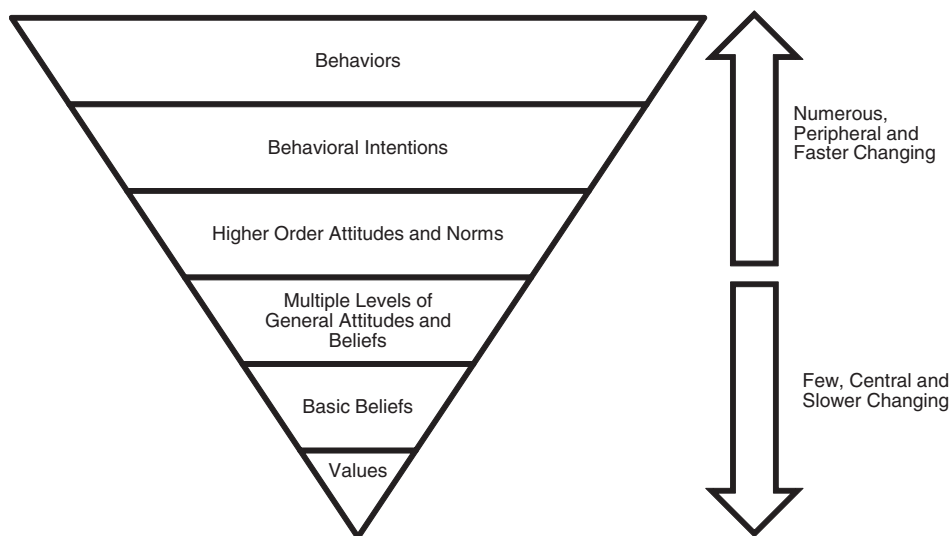 Behaviors
Behavioral Intentions
Higher Order Attitudes and Norms
Multiple Levels of
General Attitudes and
Beliefs
Basic Beliefs
Values
Numerous,
Peripheral and
Faster Changing
Few, Central and
Slower Changing